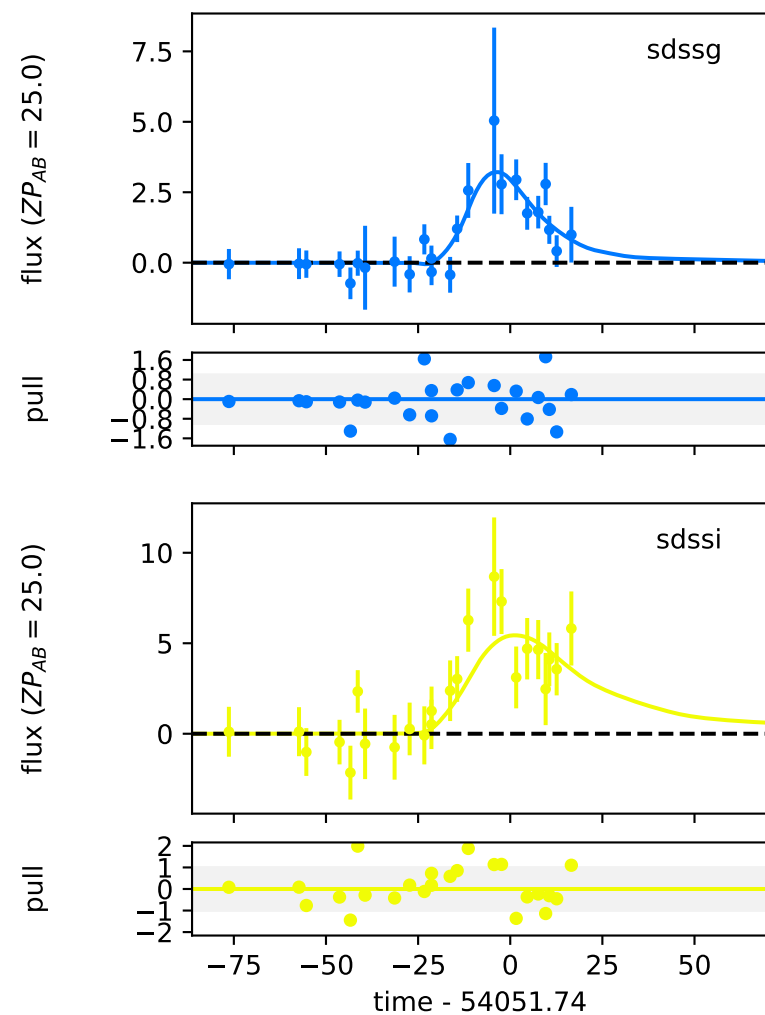 sdssg
flux (ZP_AB = 25.0)
7.5
5.0
2.5
0.0
pull
1.6
0.8
0.0
−0.8
−1.6
sdssi
flux (ZP_AB = 25.0)
10
5
0
pull
2
1
0
−1
−2
−75 −50 −25 0 25 50
time - 54051.74